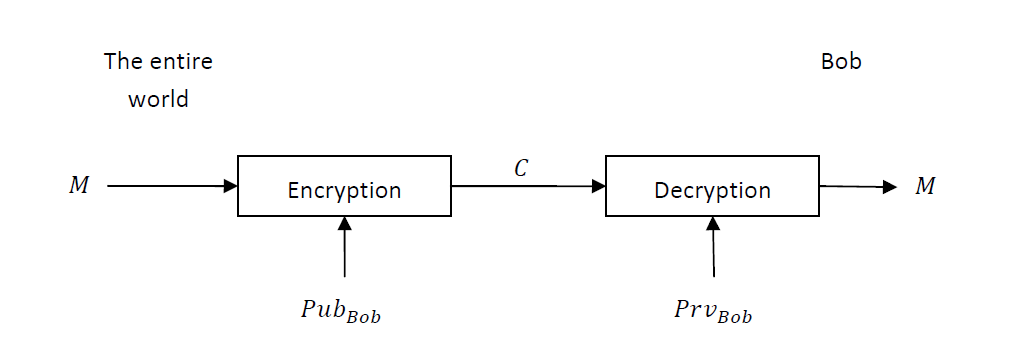 The entire
world
Bob
M
Encryption
C
Decryption
M
Pub_Bob
Prv_Bob